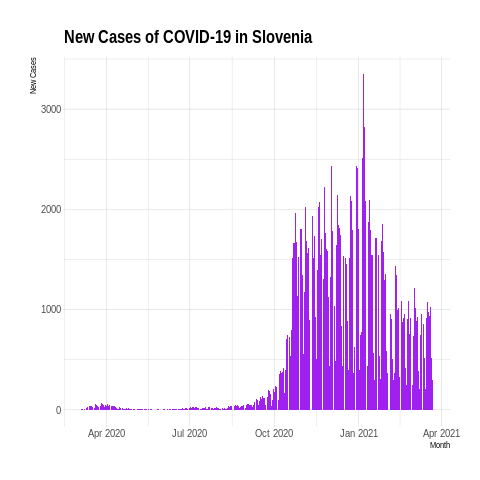 New Cases of COVID-19 in Slovenia
New Cases
3000
2000
1000
0
Apr 2020
Jul 2020
Oct 2020
Jan 2021
Apr 2021
Month